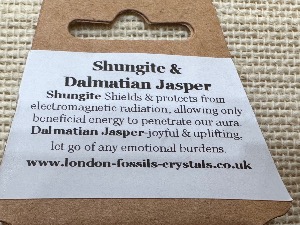 Shungite &
Dalmatian Jasper
Shungite Shields & protects from
electromagnetic radiation, allowing only
beneficial energy to penetrate our aura.
Dalmatian Jasper-joyful & uplifting,
let go of any emotional burdens.
www.london-fossils-crystals.co.uk